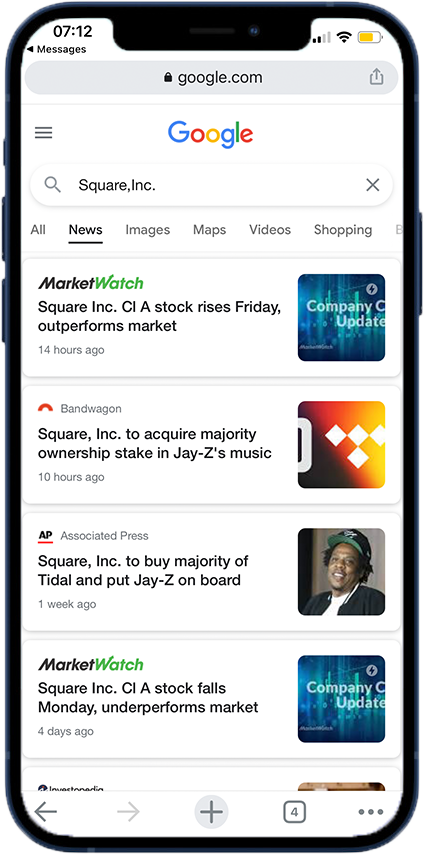 07:12
◀ Messages
google.com
Google
Square,Inc.
All News Images Maps Videos Shopping B
MarketWatch
Square Inc. Cl A stock rises Friday,
outperforms market
14 hours ago
Company C
Update
MarketWatch
Bandwagon
Square, Inc. to acquire majority
ownership stake in Jay-Z's music
10 hours ago
AP Associated Press
Square, Inc. to buy majority of
Tidal and put Jay-Z on board
1 week ago
MarketWatch
Square Inc. Cl A stock falls
Monday, underperforms market
4 days ago
Company C
Update
MarketWatch
Investopedia
4